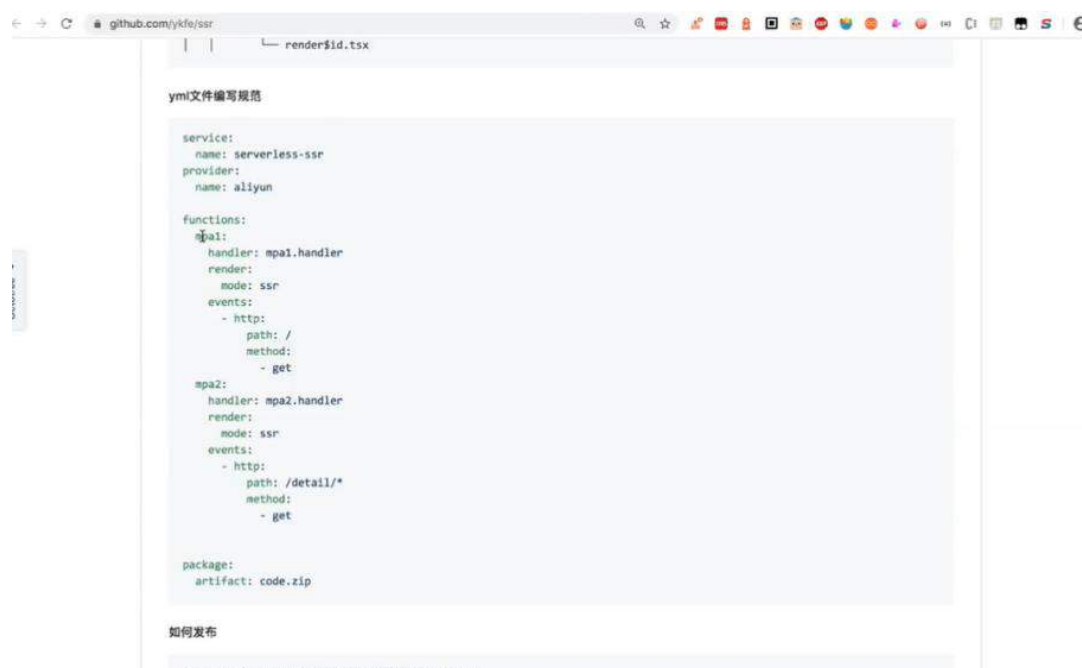 github.com/ykfe/ssr
│   │       └── render$id.tsx
yml文件编写规范
service:
  name: serverless-ssr
provider:
  name: aliyun
functions:
  mpa1:
    handler: mpa1.handler
    render:
      mode: ssr
    events:
      - http:
          path: /
          method:
            - get
  mpa2:
    handler: mpa2.handler
    render:
      mode: ssr
    events:
      - http:
          path: /detail/*
          method:
            - get
package:
  artifact: code.zip
如何发布